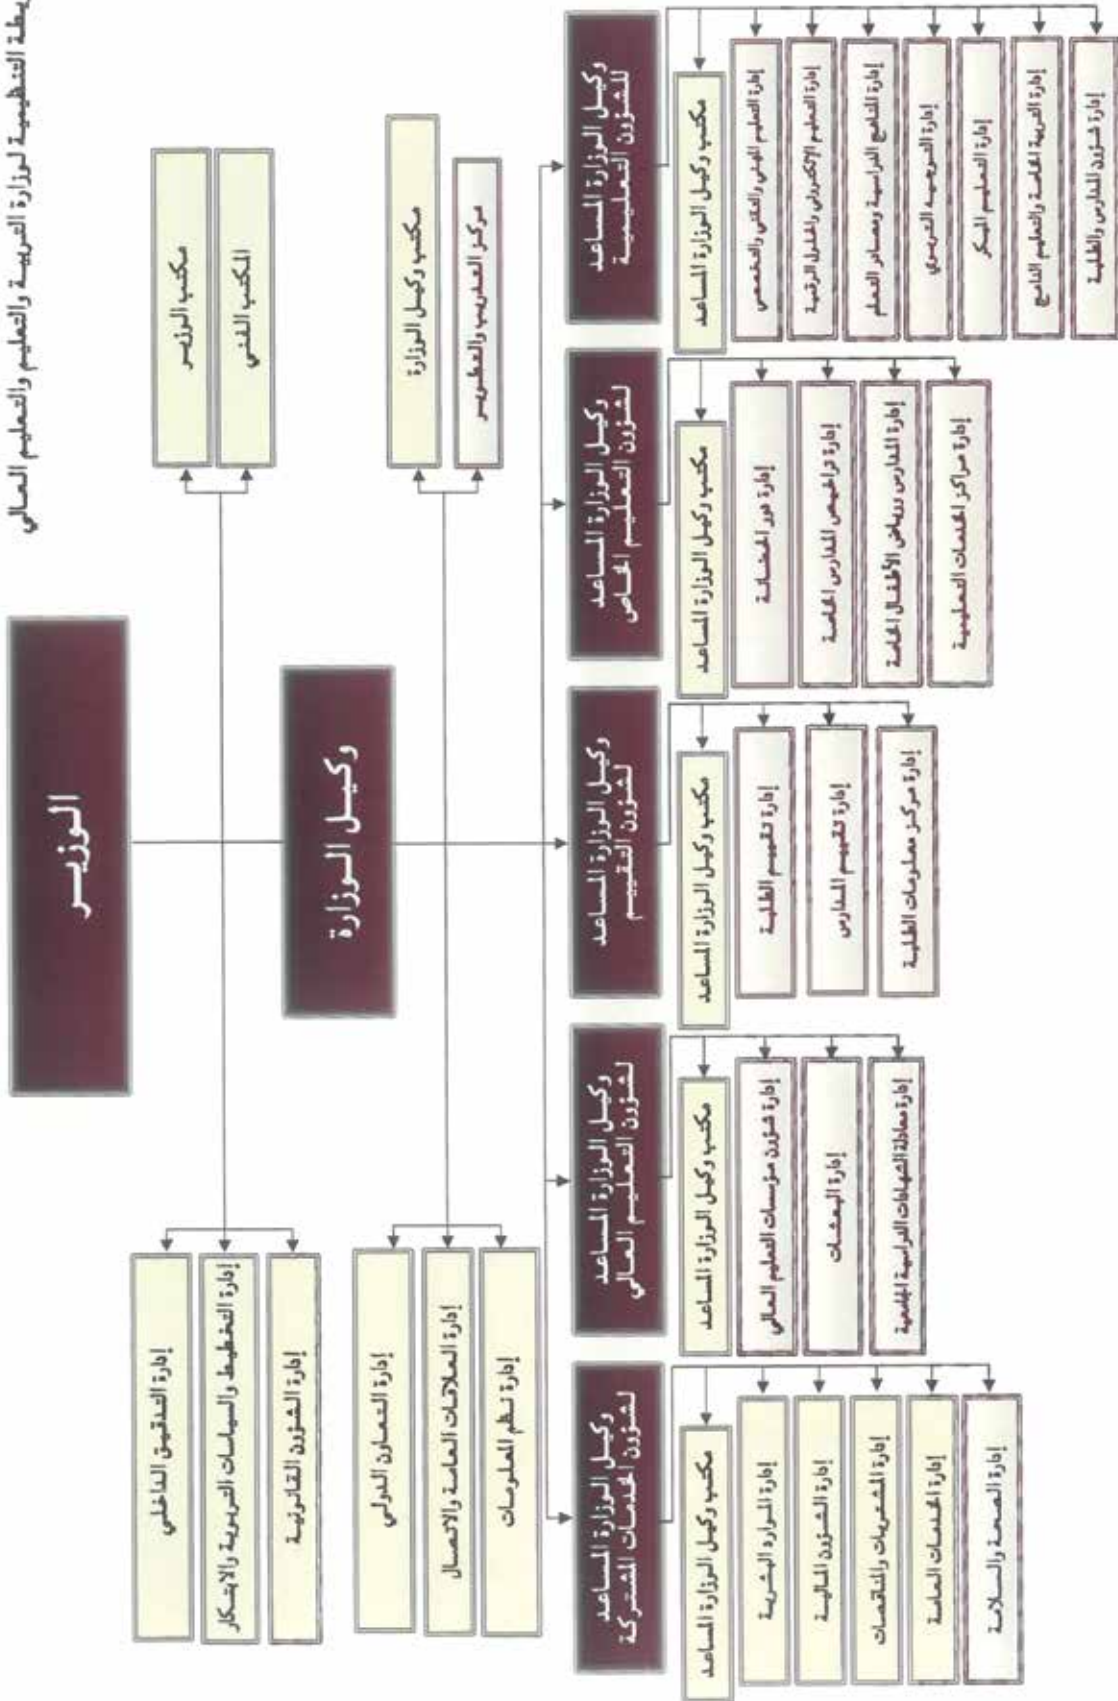 ـريطة التنظيمية لوزارة التربية والتعليم والتعليم العالي
الوزيــر
مكتب الوزيــر
المكتب الفني
إدارة التدقيق الداخلي
إدارة التخطيط والسياسات التربوية والابتكار
إدارة الشؤون القانونية
وكيل الوزارة
مكتب وكيل الوزارة
مركز التدريب والتطويـر
إدارة التعاون الدولي
إدارة العلاقات العامة والاتصال
إدارة نظم المعلومات
وكيل الوزارة المساعد
للشؤون التعليمية
مكتب وكيل الوزارة المساعد
إدارة التعليم المهني والتقني والتخصصي
إدارة التعليم الإلكتروني والحلول الرقمية
إدارة المناهج الدراسية ومصادر التعلم
إدارة التوجيه التربوي
إدارة التعليم المبكر
إدارة التربية الخاصة والتعليم الدامج
إدارة شؤون المدارس والطلبة
وكيل الوزارة المساعد
لشؤون التعليم الخاص
مكتب وكيل الوزارة المساعد
إدارة دور الحضانة
إدارة تراخيص المدارس الخاصة
إدارة المدارس ورياض الأطفال الخاصة
إدارة مراكز الخدمات التعليمية
وكيل الوزارة المساعد
لشؤون التقييم
مكتب وكيل الوزارة المساعد
إدارة تقييم الطلبة
إدارة تقييم المدارس
إدارة مركز معلومات الطلبة
وكيل الوزارة المساعد
لشؤون التعليم العالي
مكتب وكيل الوزارة المساعد
إدارة شؤون مؤسسات التعليم العالي
إدارة البعثات
إدارة معادلة الشهادات الدراسية الجامعية
وكيل الوزارة المساعد
لشؤون الخدمات المشتركة
مكتب وكيل الوزارة المساعد
إدارة الموارد البشرية
إدارة الشؤون المالية
إدارة المشتريات والمناقصات
إدارة الخدمات العامة
إدارة الصحة والسلامة